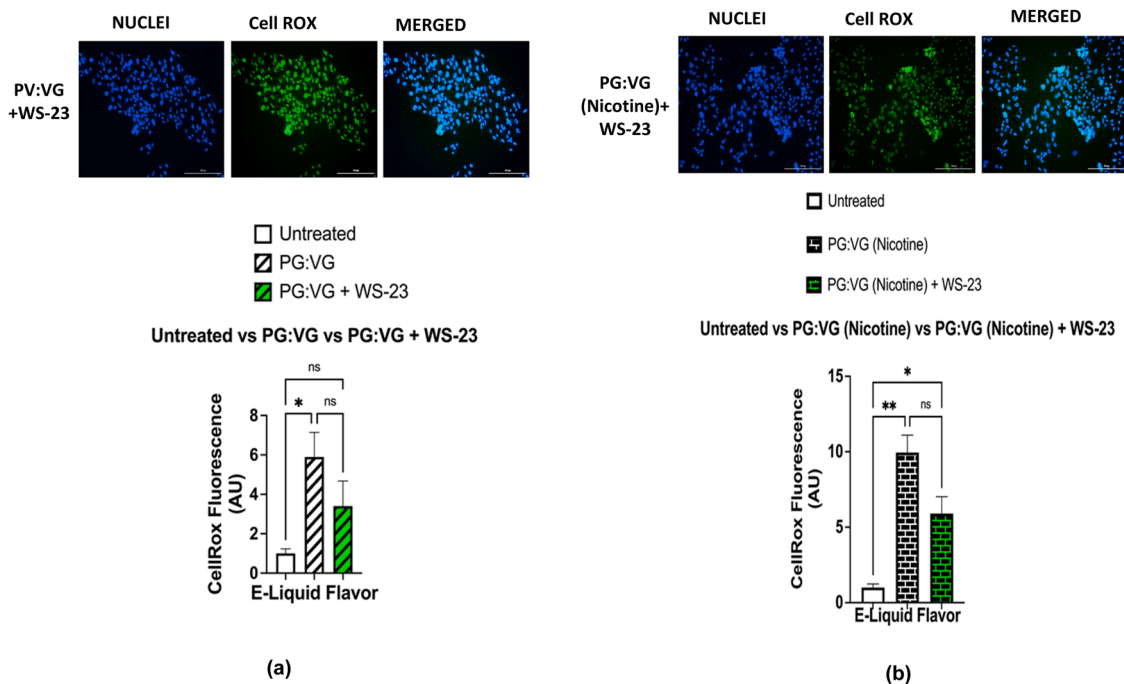 NUCLEI Cell ROX MERGED
PV:VG
+WS-23
Untreated
PG:VG
PG:VG + WS-23
Untreated vs PG:VG vs PG:VG + WS-23
ns
* ns
8
6
4
2
0
CellRox Fluorescence
(AU)
E-Liquid Flavor
(a)
NUCLEI Cell ROX MERGED
PG:VG
(Nicotine)+
WS-23
Untreated
PG:VG (Nicotine)
PG:VG (Nicotine) + WS-23
Untreated vs PG:VG (Nicotine) vs PG:VG (Nicotine) + WS-23
*
** ns
15
10
5
0
CellRox Fluorescence
(AU)
E-Liquid Flavor
(b)